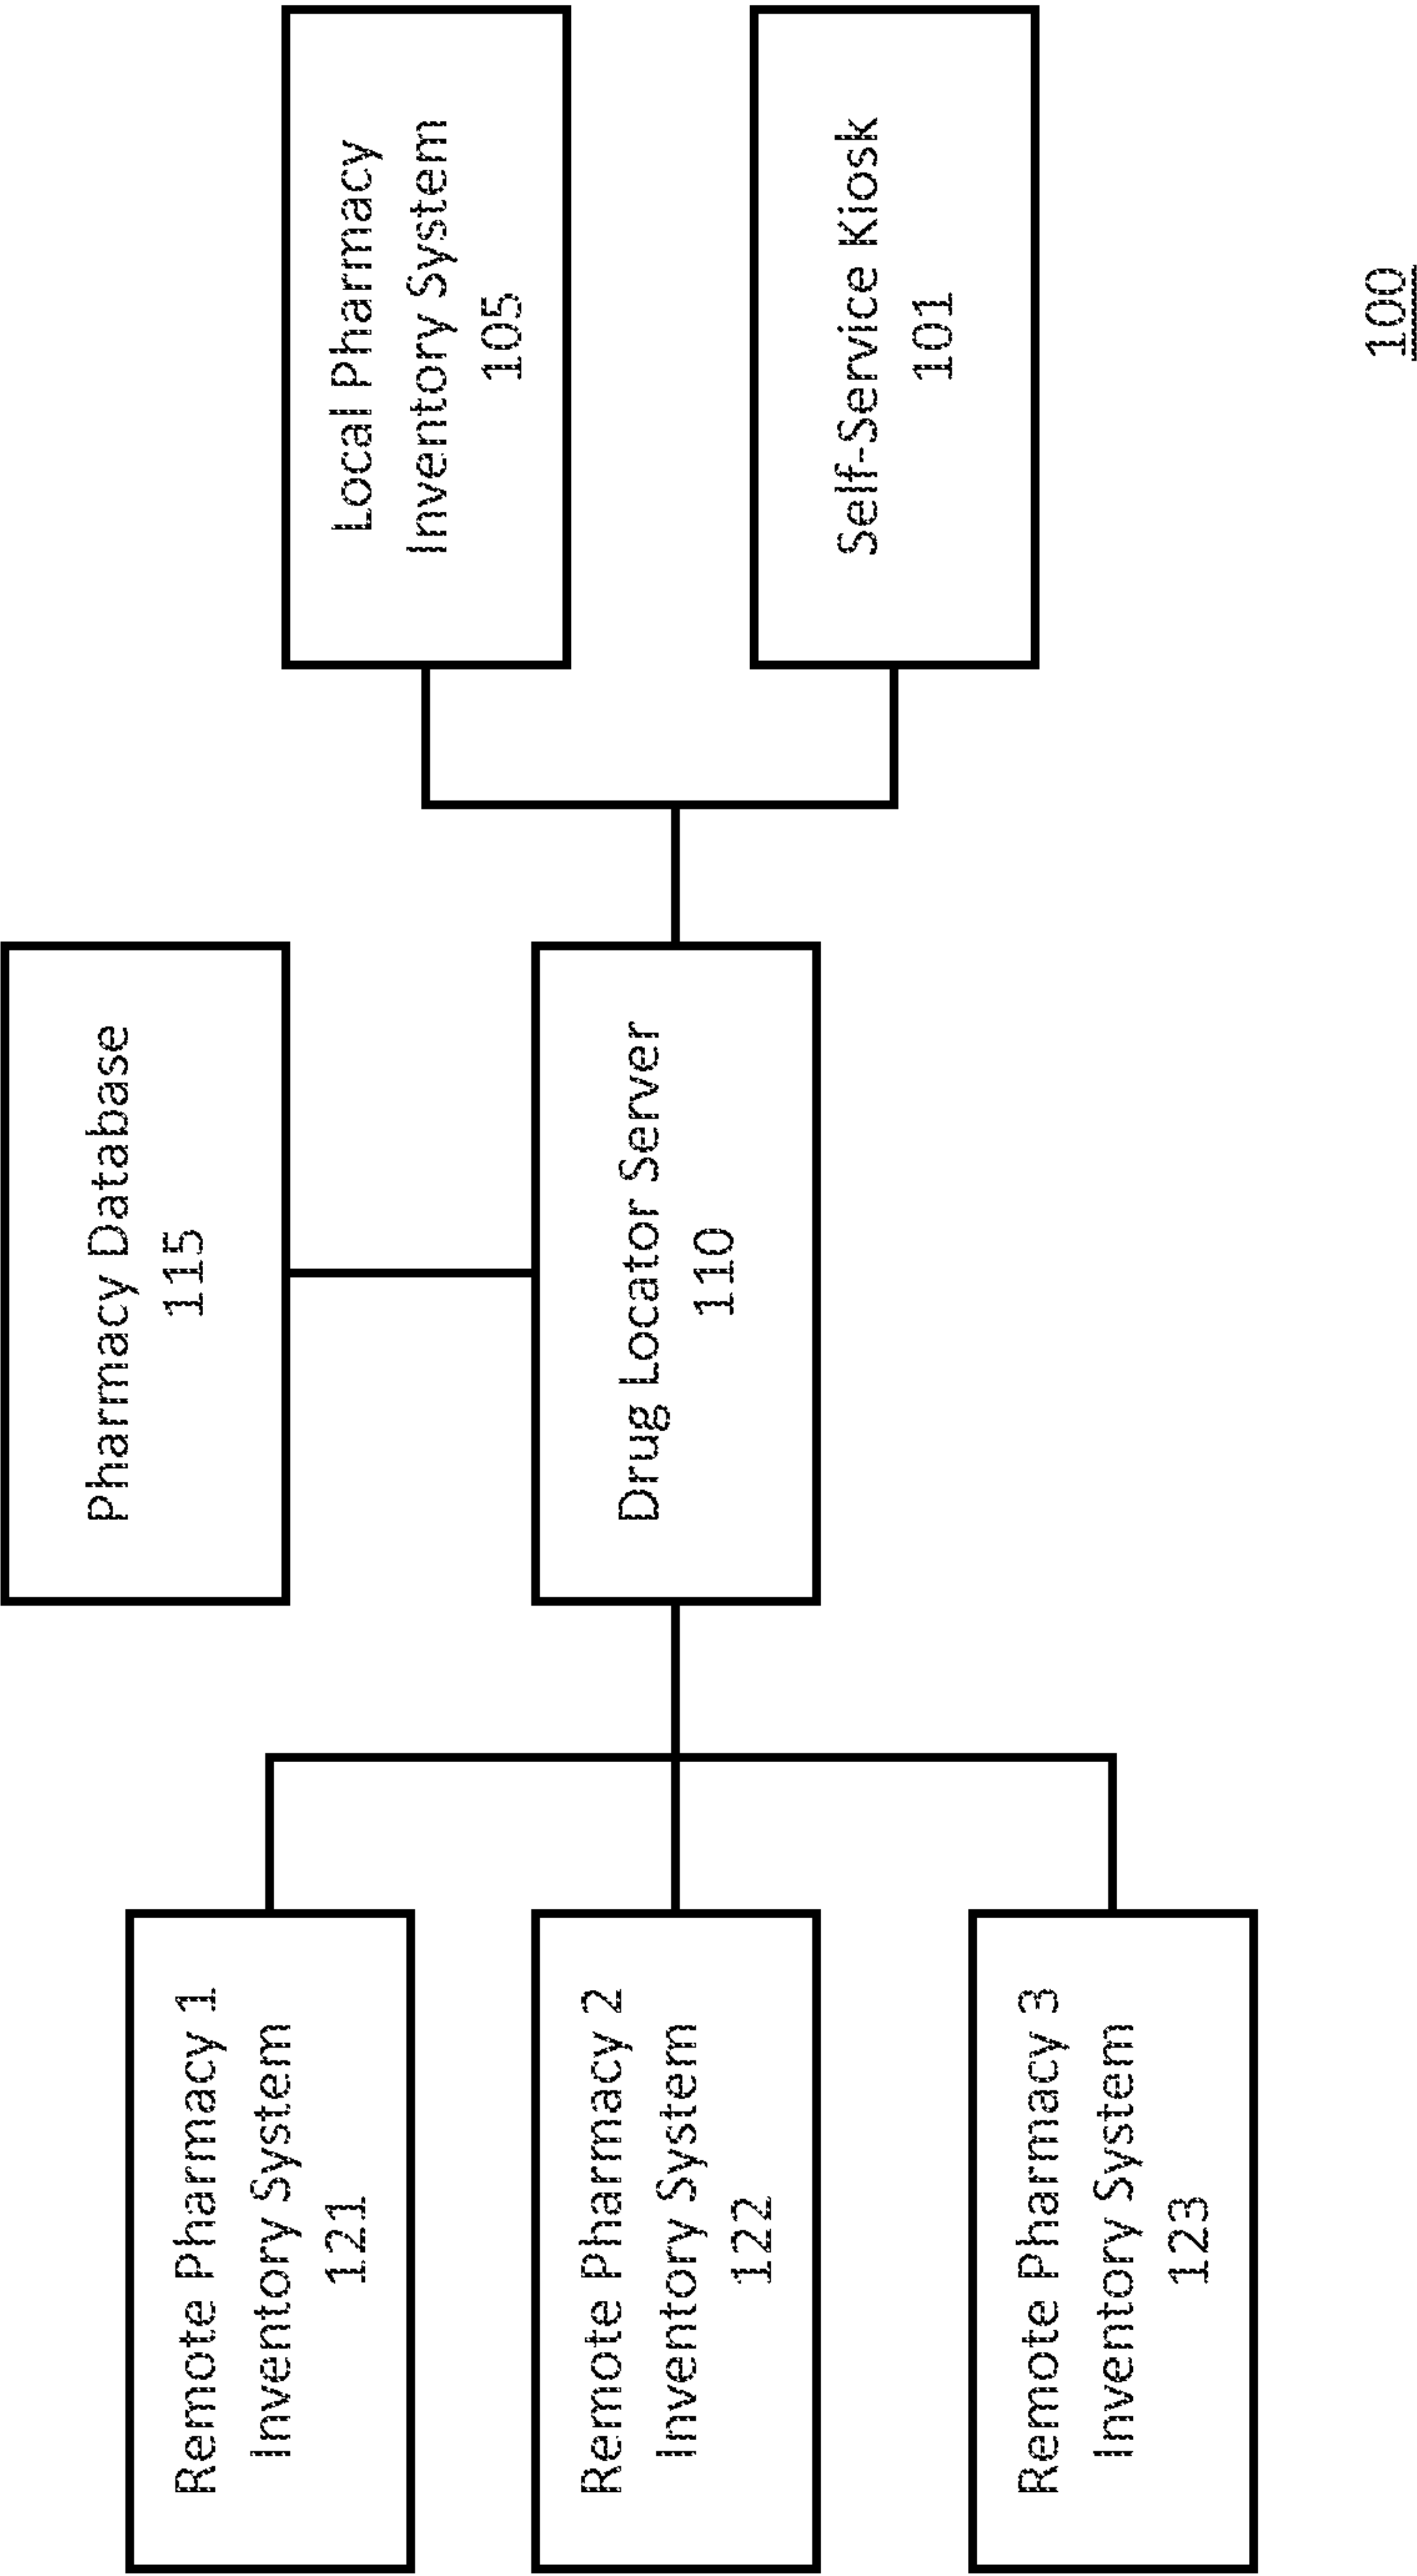 Pharmacy Database
115
Remote Pharmacy 1
Inventory System
121
Local Pharmacy
Inventory System
105
Drug Locator Server
110
Remote Pharmacy 2
Inventory System
122
Self-Service Kiosk
101
Remote Pharmacy 3
Inventory System
123
100